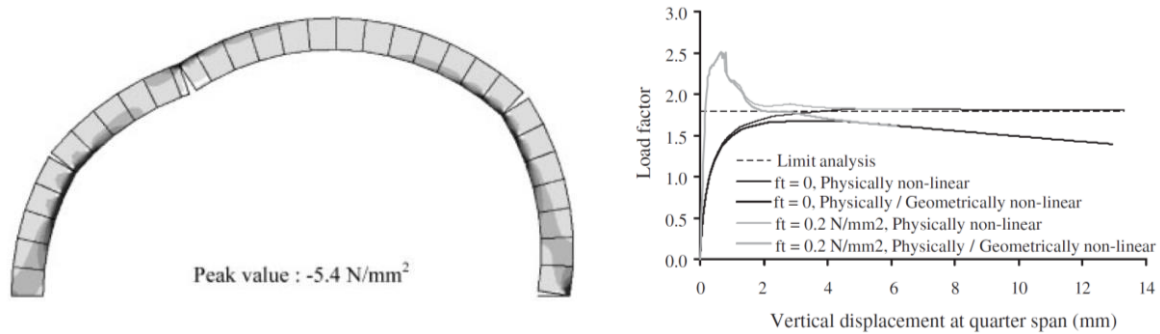 Peak value : -5.4 N/mm²
Load factor
3.0
2.5
2.0
1.5
1.0
0.5
0.0
---- Limit analysis
ft = 0, Physically non-linear
ft = 0, Physically / Geometrically non-linear
ft = 0.2 N/mm2, Physically non-linear
ft = 0.2 N/mm2, Physically / Geometrically non-linear
0 2 4 6 8 10 12 14
Vertical displacement at quarter span (mm)